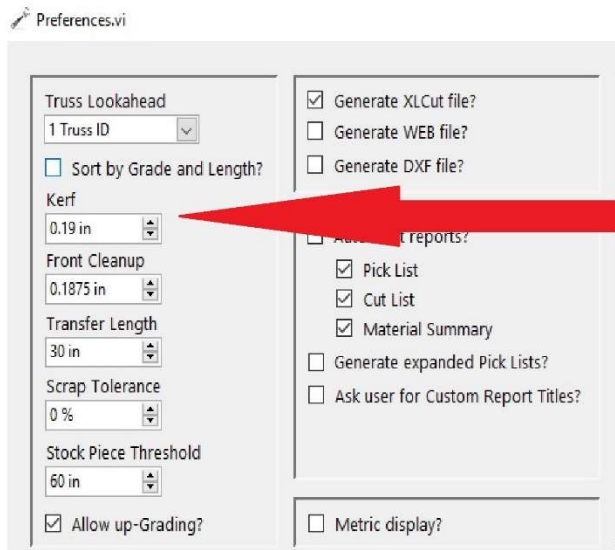 Preferences.vi
Truss Lookahead
1 Truss ID
Sort by Grade and Length?
Kerf
0.19 in
Front Cleanup
0.1875 in
Transfer Length
30 in
Scrap Tolerance
0 %
Stock Piece Threshold
60 in
Allow up-Grading?
Generate XLCut file?
Generate WEB file?
Generate DXF file?
reports?
Pick List
Cut List
Material Summary
Generate expanded Pick Lists?
Ask user for Custom Report Titles?
Metric display?